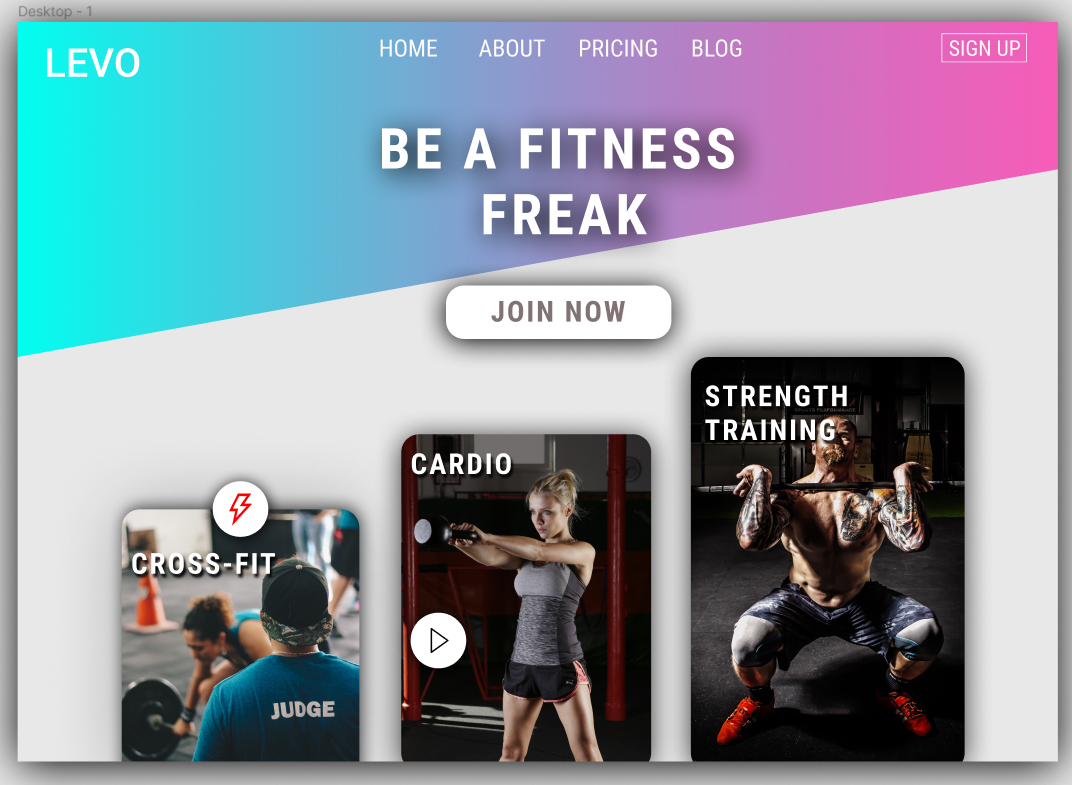 Desktop - 1
LEVO
HOME ABOUT PRICING BLOG
SIGN UP
BE A FITNESS
FREAK
JOIN NOW
STRENGTH
TRAINING
CARDIO
CROSS-FIT
JUDGE